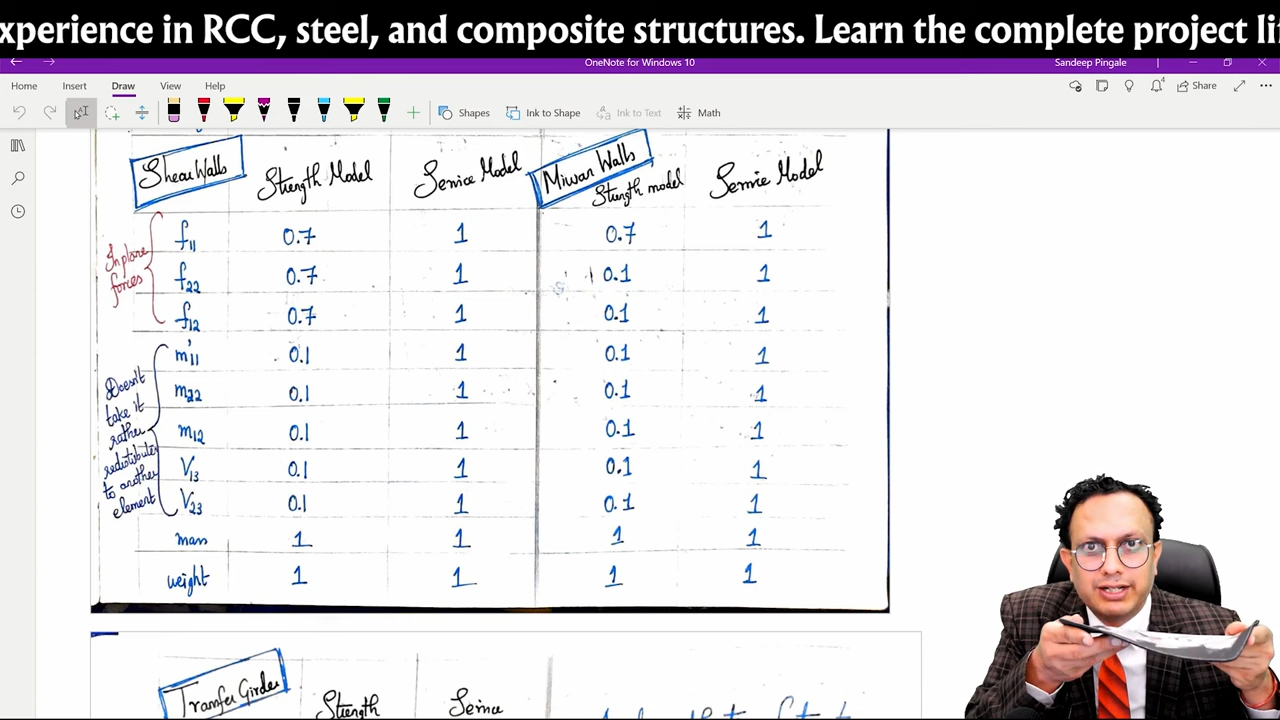 xperience in RCC, steel, and composite structures. Learn the complete project li
OneNote for Windows 10
Sandeep Pingale
Home Insert Draw View Help
Share
Shapes Ink to Shape Ink to Text Math
Shear Walls Strength Model Service Model Miwan Walls Strength model Service Model
In plane forces
f11 0.7 1 0.7 1
f22 0.7 1 0.1 1
f12 0.7 1 0.1 1
Doesn't take it rather redistributes to another element
m11 0.1 1 0.1 1
m22 0.1 1 0.1 1
m12 0.1 1 0.1 1
V13 0.1 1 0.1 1
V23 0.1 1 0.1 1
mass 1 1 1 1
weight 1 1 1 1
Transfer Girder Strength Service